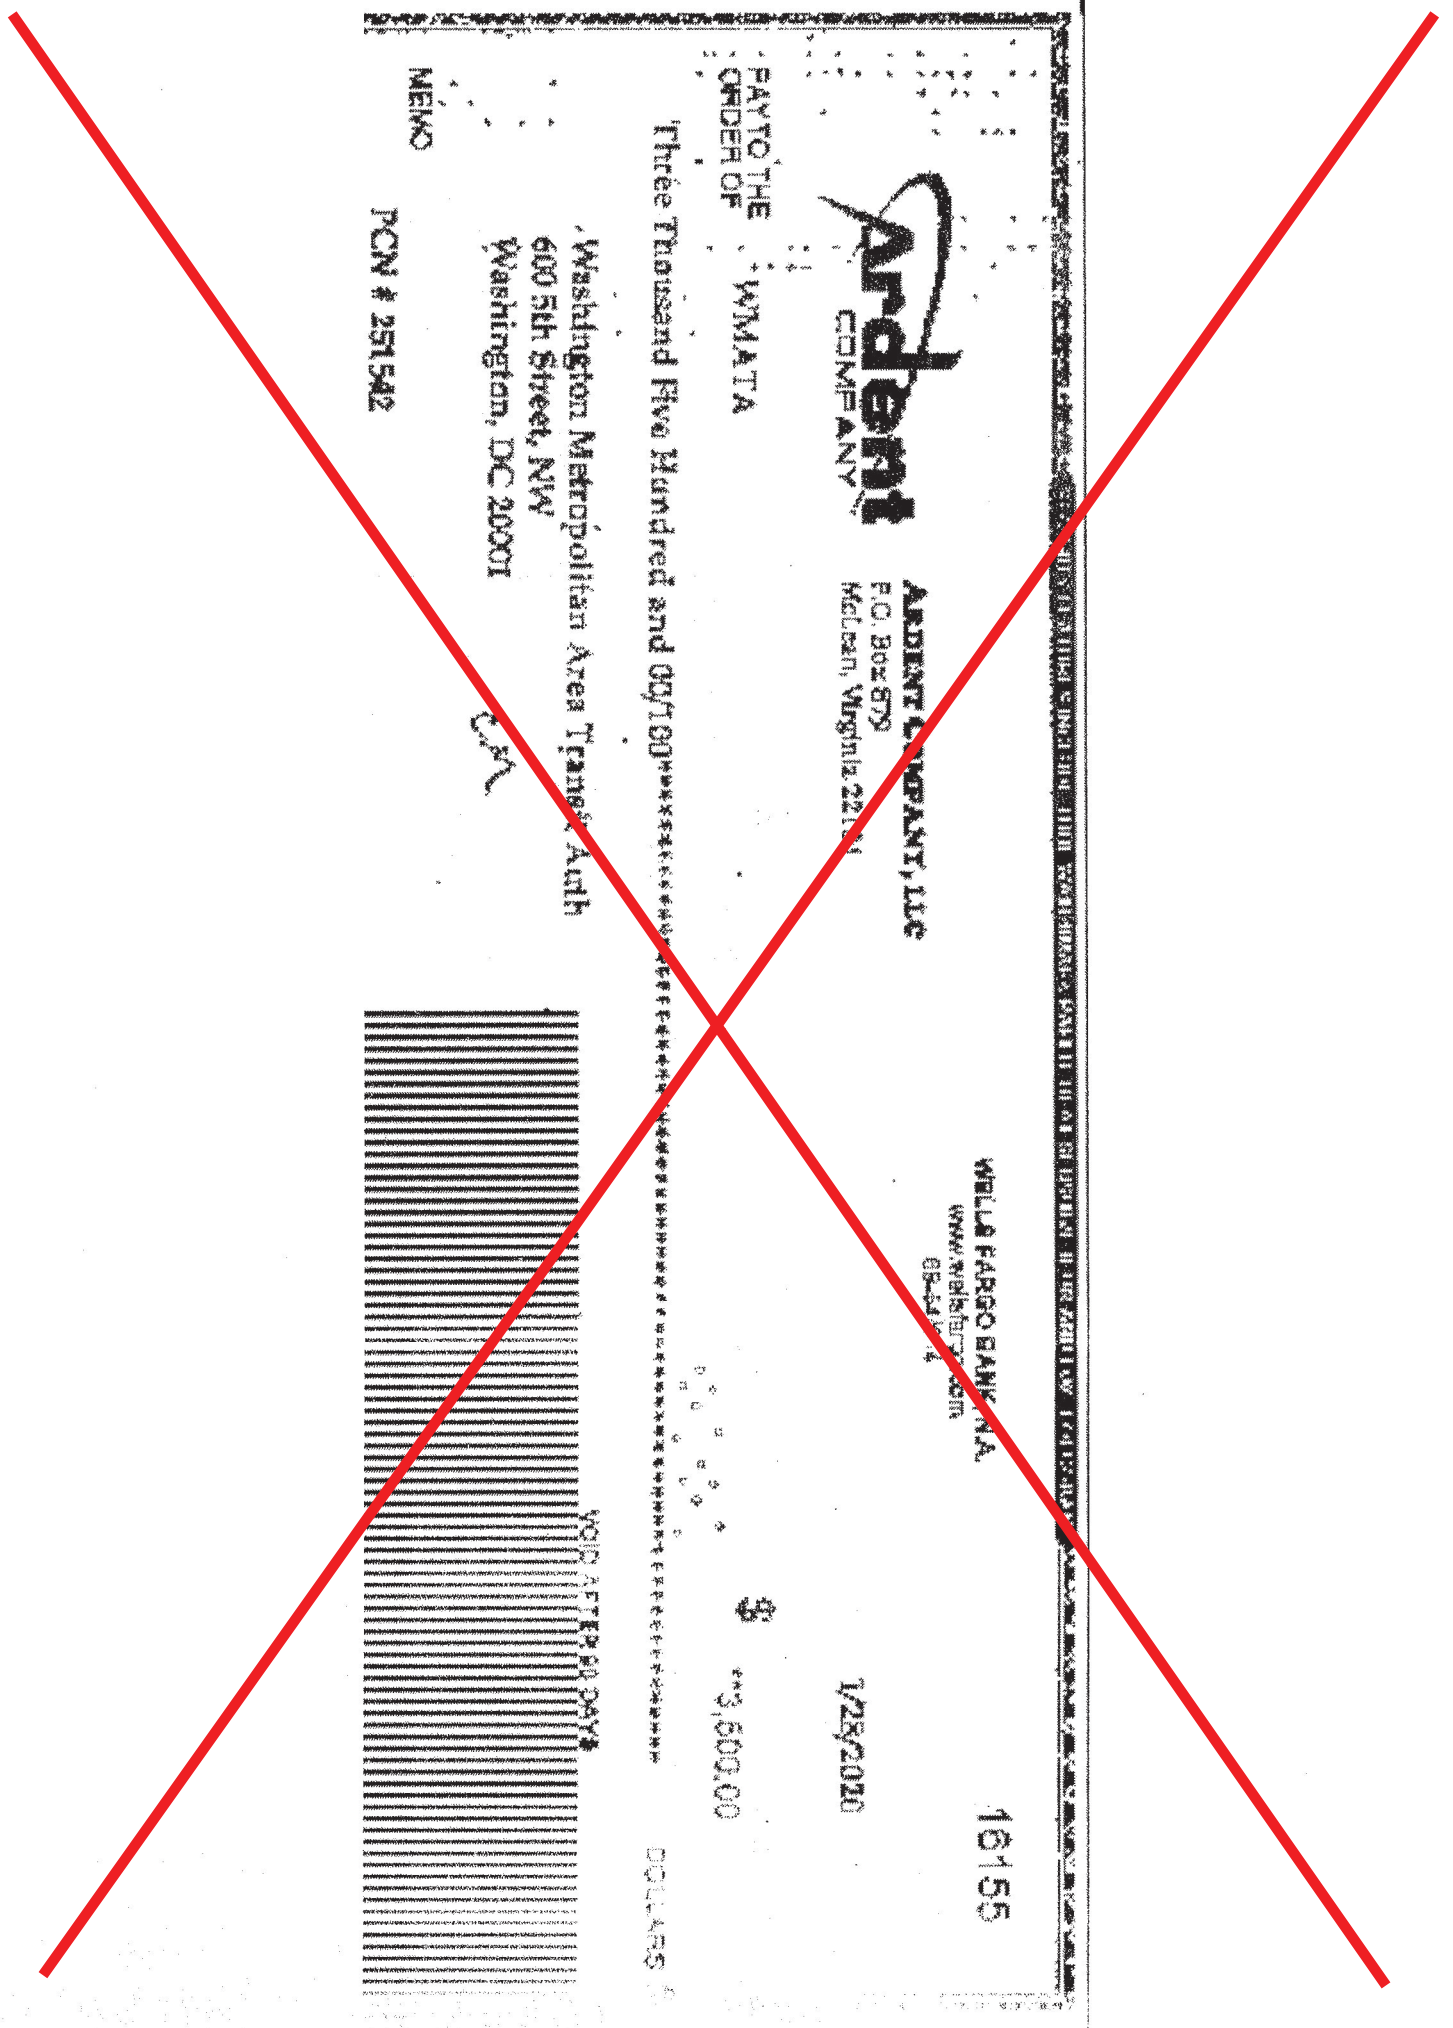 16155
Ardent
COMPANY
ARDENT COMPANY, LLC
P.O. Box 879
McLean, Virginia
WELLS FARGO BANK, N.A.
1/28/2020
PAY TO THE
ORDER OF
WMATA
$
**3,500.00
Three Thousand Five Hundred and 00/100
DOLLARS
VOID AFTER 90 DAYS
Washington Metropolitan Area Transit Auth
600 5th Street, NW
Washington, DC 20001
MEMO
PCN # 251542